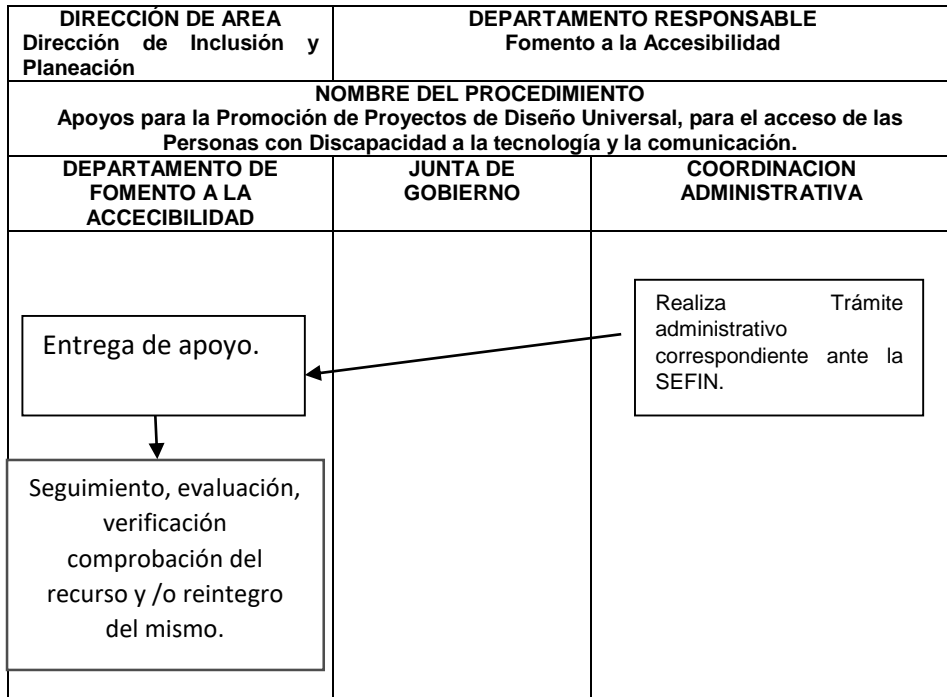 DIRECCIÓN DE AREA
Dirección de Inclusión y
Planeación
DEPARTAMENTO RESPONSABLE
Fomento a la Accesibilidad
NOMBRE DEL PROCEDIMIENTO
Apoyos para la Promoción de Proyectos de Diseño Universal, para el acceso de las
Personas con Discapacidad a la tecnología y la comunicación.
DEPARTAMENTO DE
FOMENTO A LA
ACCECIBILIDAD
JUNTA DE
GOBIERNO
COORDINACION
ADMINISTRATIVA
Realiza Trámite
administrativo
correspondiente ante la
SEFIN.
Entrega de apoyo.
Seguimiento, evaluación,
verificación
comprobación del
recurso y /o reintegro
del mismo.